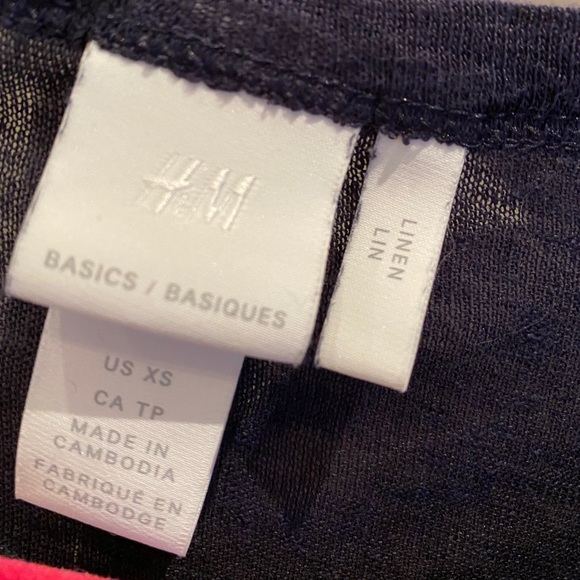 H&M
BASICS / BASIQUES
LINEN
LIN
US XS
CA TP
MADE IN
CAMBODIA
FABRIQUÉ EN
CAMBODGE